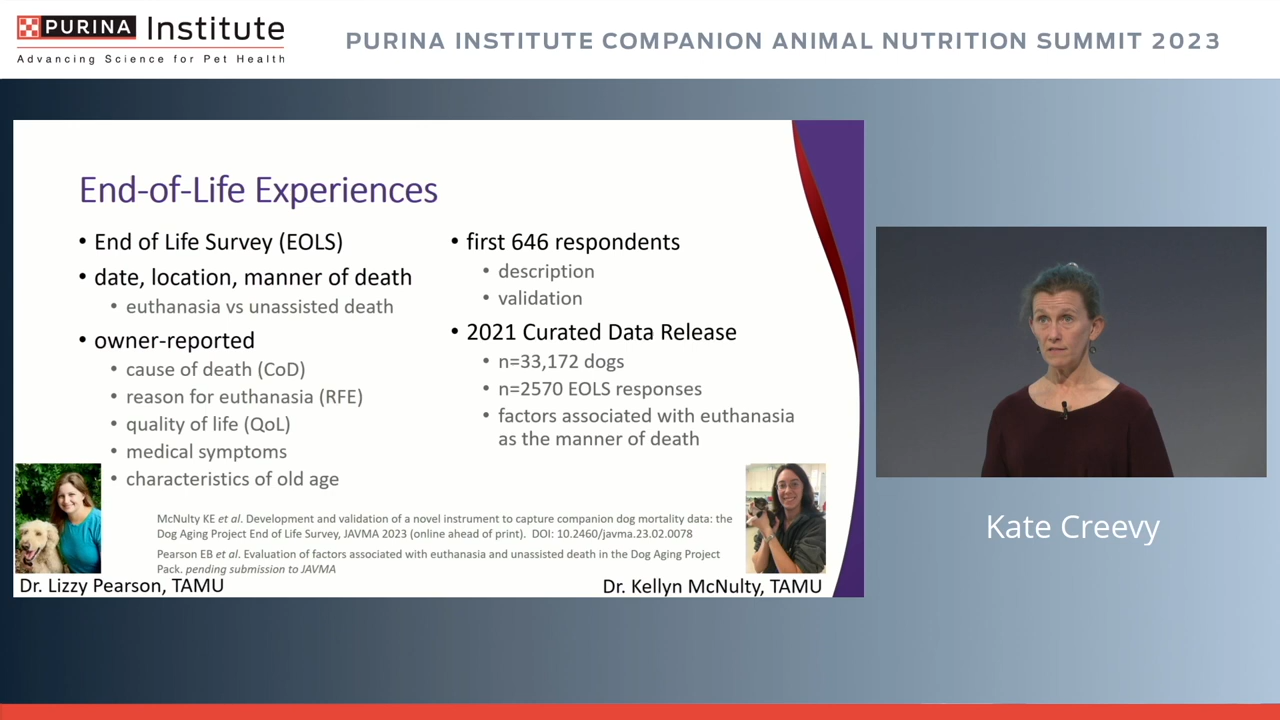 PURINA Institute
Advancing Science for Pet Health
PURINA INSTITUTE COMPANION ANIMAL NUTRITION SUMMIT 2023
End-of-Life Experiences
• End of Life Survey (EOLS)
• date, location, manner of death
• euthanasia vs unassisted death
• owner-reported
• cause of death (CoD)
• reason for euthanasia (RFE)
• quality of life (QoL)
• medical symptoms
• characteristics of old age
• first 646 respondents
• description
• validation
• 2021 Curated Data Release
• n=33,172 dogs
• n=2570 EOLS responses
• factors associated with euthanasia
as the manner of death
McNulty KE et al. Development and validation of a novel instrument to capture companion dog mortality data: the
Dog Aging Project End of Life Survey, JAVMA 2023 (online ahead of print). DOI: 10.2460/javma.23.02.0078
Pearson EB et al. Evaluation of factors associated with euthanasia and unassisted death in the Dog Aging Project
Pack. pending submission to JAVMA
Dr. Lizzy Pearson, TAMU
Dr. Kellyn McNulty, TAMU
Kate Creevy